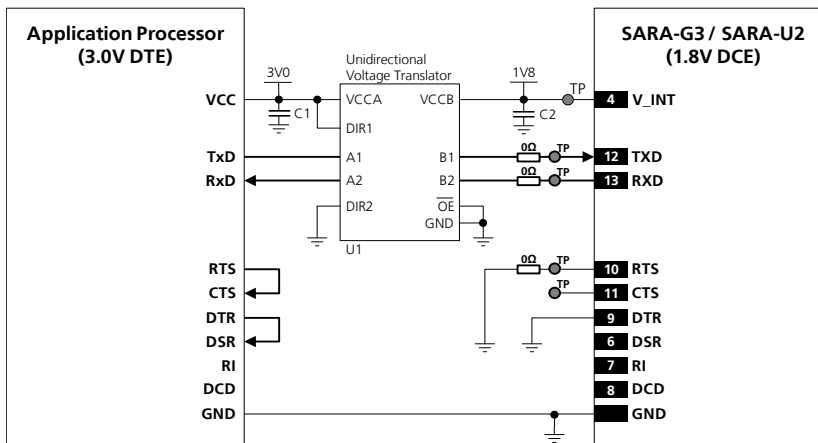 Application Processor
(3.0V DTE)
SARA-G3 / SARA-U2
(1.8V DCE)
Unidirectional
Voltage Translator
3V0
1V8
TP
VCC
VCCA
VCCB
4
V_INT
C1
C2
DIR1
TxD
A1
B1
0Ω
TP
12
TXD
RxD
A2
B2
0Ω
TP
13
RXD
DIR2
OE
GND
U1
RTS
0Ω
TP
10
RTS
CTS
TP
11
CTS
DTR
9
DTR
DSR
6
DSR
RI
7
RI
DCD
8
DCD
GND
GND